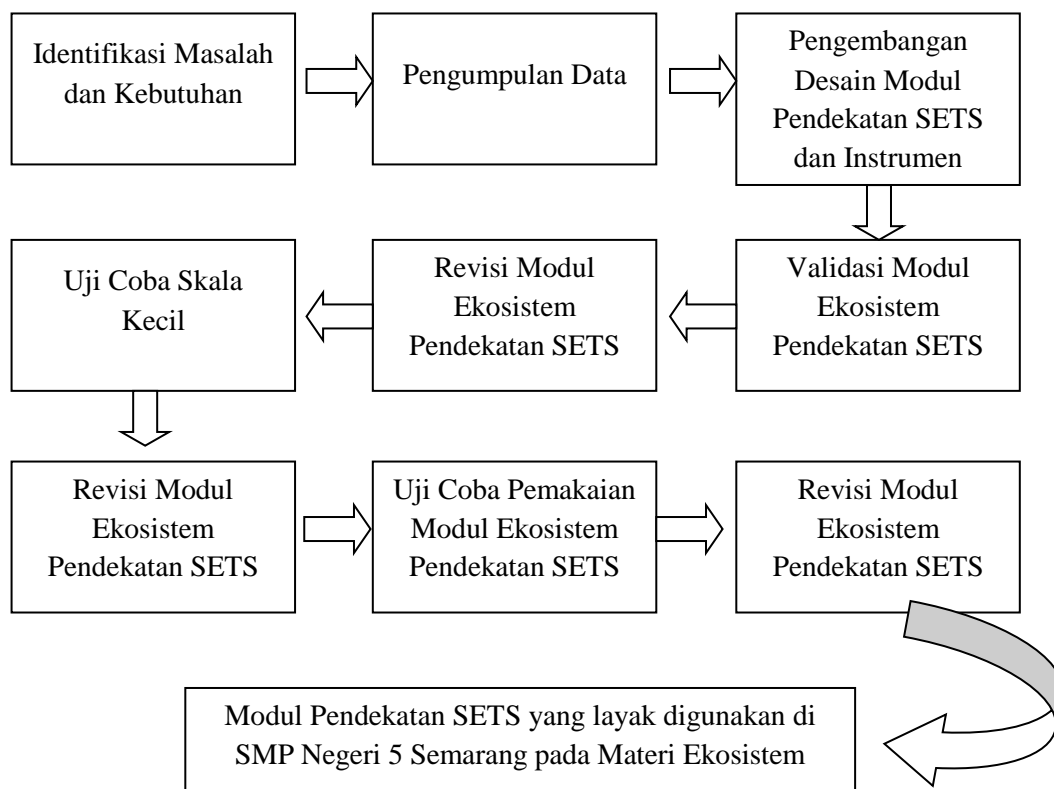 Identifikasi Masalah
dan Kebutuhan
Pengumpulan Data
Pengembangan
Desain Modul
Pendekatan SETS
dan Instrumen
Validasi Modul
Ekosistem
Pendekatan SETS
Revisi Modul
Ekosistem
Pendekatan SETS
Uji Coba Skala
Kecil
Revisi Modul
Ekosistem
Pendekatan SETS
Uji Coba Pemakaian
Modul Ekosistem
Pendekatan SETS
Revisi Modul
Ekosistem
Pendekatan SETS
Modul Pendekatan SETS yang layak digunakan di
SMP Negeri 5 Semarang pada Materi Ekosistem